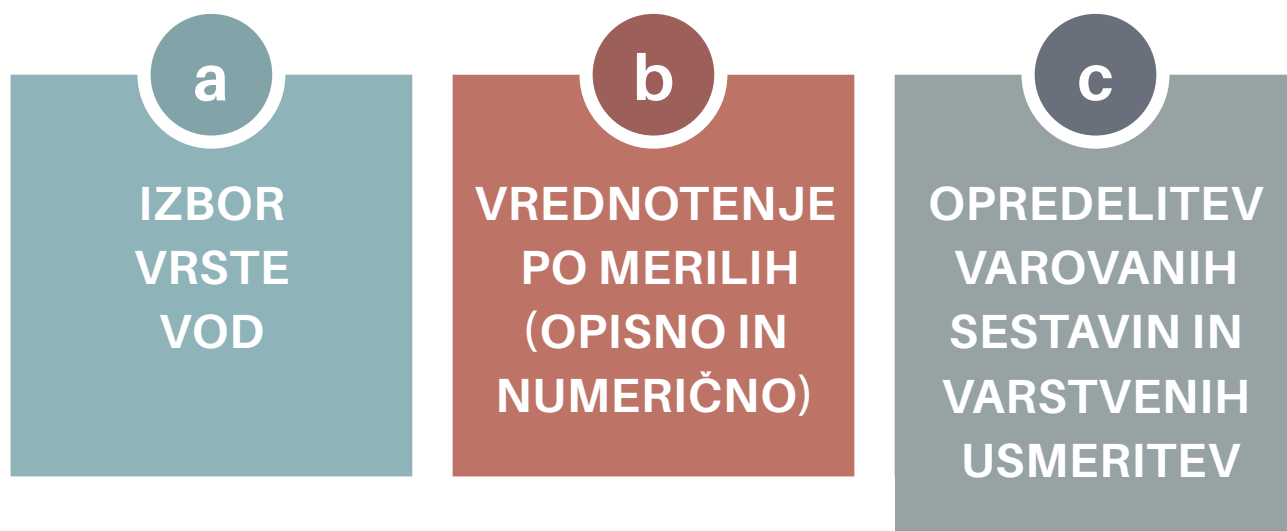 a
IZBOR
VRSTE
VOD
b
VREDNOTENJE
PO MERILIH
(OPISNO IN
NUMERIČNO)
c
OPREDELITEV
VAROVANIH
SESTAVIN IN
VARSTVENIH
USMERITEV